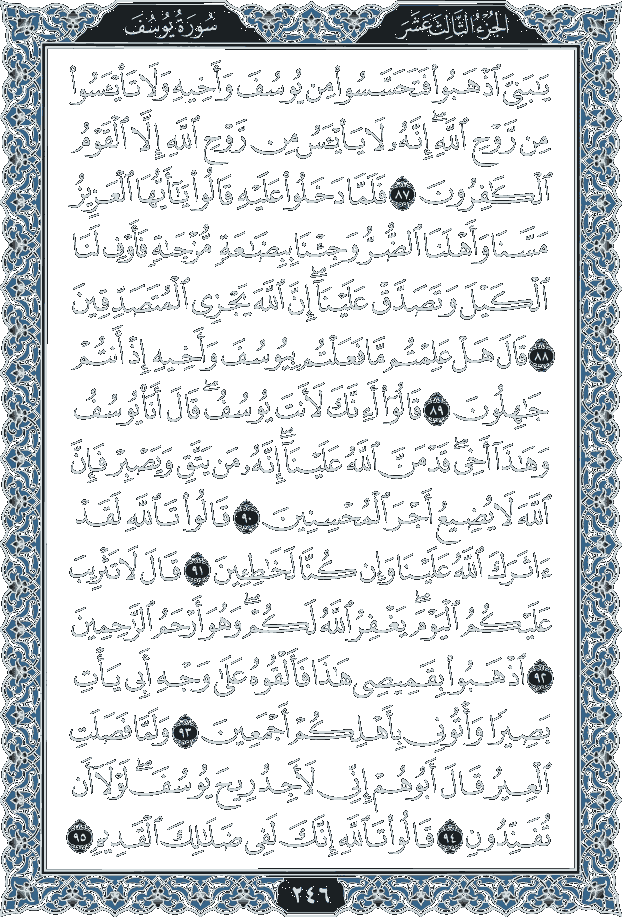 الجزء الثالث عشر سورة يوسف
يَـٰبَنِيَّ ٱذْهَبُوا۟ فَتَحَسَّسُوا۟ مِن يُوسُفَ وَأَخِيهِ وَلَا تَا۟يْـَٔسُوا۟
مِن رَّوْحِ ٱللَّهِ ۖ إِنَّهُۥ لَا يَا۟يْـَٔسُ مِن رَّوْحِ ٱللَّهِ إِلَّا ٱلْقَوْمُ
ٱلْكَـٰفِرُونَ ٨٧ فَلَمَّا دَخَلُوا۟ عَلَيْهِ قَالُوا۟ يَـٰٓأَيُّهَا ٱلْعَزِيزُ
مَسَّنَا وَأَهْلَنَا ٱلضُّرُّ وَجِئْنَا بِبِضَـٰعَةٍ مُّزْجَىٰةٍ فَأَوْفِ لَنَا
ٱلْكَيْلَ وَتَصَدَّقْ عَلَيْنَآ ۖ إِنَّ ٱللَّهَ يَجْزِى ٱلْمُتَصَدِّقِينَ
٨٨ قَالَ هَلْ عَلِمْتُم مَّا فَعَلْتُم بِيُوسُفَ وَأَخِيهِ إِذْ أَنتُمْ
جَـٰهِلُونَ ٨٩ قَالُوٓا۟ أَءِنَّكَ لَأَنتَ يُوسُفُ ۖ قَالَ أَنَا۠ يُوسُفُ
وَهَـٰذَآ أَخِى ۖ قَدْ مَنَّ ٱللَّهُ عَلَيْنَآ ۖ إِنَّهُۥ مَن يَتَّقِ وَيَصْبِرْ فَإِنَّ
ٱللَّهَ لَا يُضِيعُ أَجْرَ ٱلْمُحْسِنِينَ ٩٠ قَالُوا۟ تَٱللَّهِ لَقَدْ
ءَاثَرَكَ ٱللَّهُ عَلَيْنَا وَإِن كُنَّا لَخَـٰطِـِٔينَ ٩١ قَالَ لَا تَثْرِيبَ
عَلَيْكُمُ ٱلْيَوْمَ ۖ يَغْفِرُ ٱللَّهُ لَكُمْ ۖ وَهُوَ أَرْحَمُ ٱلرَّٰحِمِينَ
٩٢ ٱذْهَبُوا۟ بِقَمِيصِى هَـٰذَا فَأَلْقُوهُ عَلَىٰ وَجْهِ أَبِى يَأْتِ
بَصِيرًا وَأْتُونِى بِأَهْلِكُمْ أَجْمَعِينَ ٩٣ وَلَمَّا فَصَلَتِ
ٱلْعِيرُ قَالَ أَبُوهُمْ إِنِّى لَأَجِدُ رِيحَ يُوسُفَ ۖ لَوْلَآ أَن
تُفَنِّدُونِ ٩٤ قَالُوا۟ تَٱللَّهِ إِنَّكَ لَفِى ضَلَـٰلِكَ ٱلْقَدِيمِ ٩٥
٢٤٦